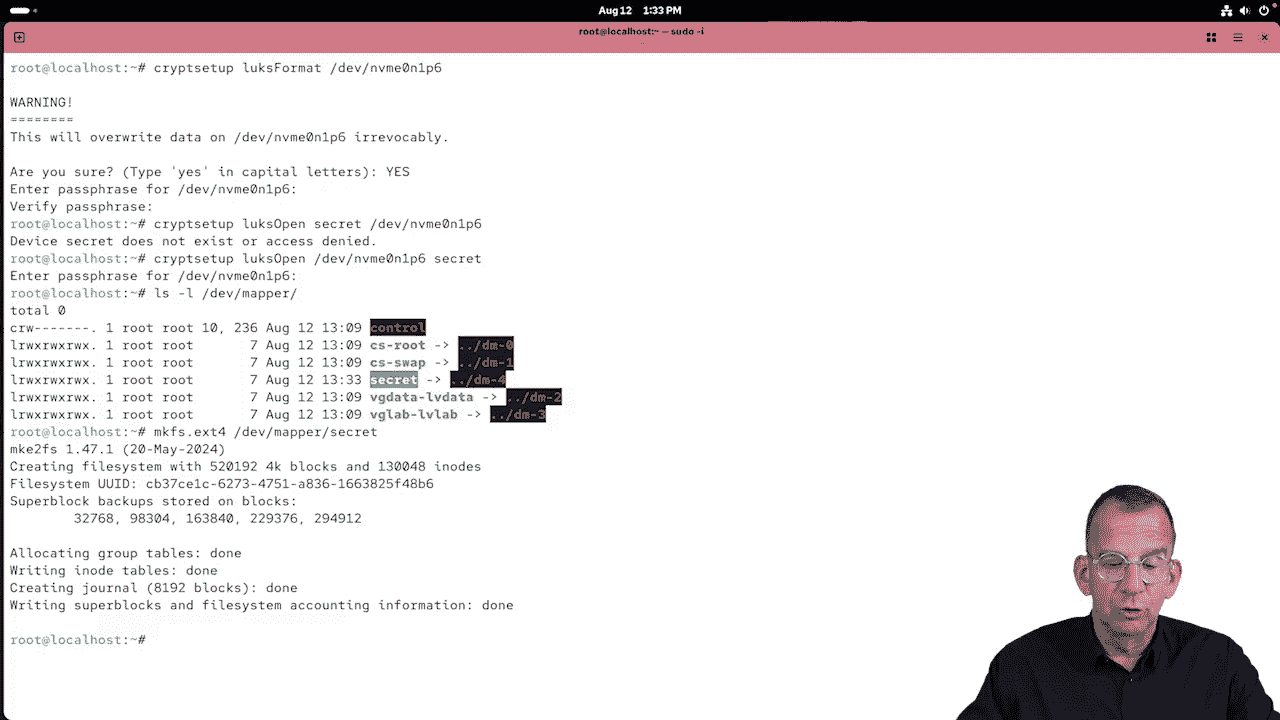 Aug 12 1:33 PM
root@localhost:~ — sudo -i
root@localhost:~# cryptsetup luksFormat /dev/nvme0n1p6
WARNING!
========
This will overwrite data on /dev/nvme0n1p6 irrevocably.
Are you sure? (Type 'yes' in capital letters): YES
Enter passphrase for /dev/nvme0n1p6:
Verify passphrase:
root@localhost:~# cryptsetup luksOpen secret /dev/nvme0n1p6
Device secret does not exist or access denied.
root@localhost:~# cryptsetup luksOpen /dev/nvme0n1p6 secret
Enter passphrase for /dev/nvme0n1p6:
root@localhost:~# ls -l /dev/mapper/
total 0
crw-------. 1 root root 10, 236 Aug 12 13:09 control
lrwxrwxrwx. 1 root root       7 Aug 12 13:09 cs-root -> ../dm-0
lrwxrwxrwx. 1 root root       7 Aug 12 13:09 cs-swap -> ../dm-1
lrwxrwxrwx. 1 root root       7 Aug 12 13:33 secret -> ../dm-4
lrwxrwxrwx. 1 root root       7 Aug 12 13:09 vgdata-lvdata -> ../dm-2
lrwxrwxrwx. 1 root root       7 Aug 12 13:09 vglab-lvlab -> ../dm-3
root@localhost:~# mkfs.ext4 /dev/mapper/secret
mke2fs 1.47.1 (20-May-2024)
Creating filesystem with 520192 4k blocks and 130048 inodes
Filesystem UUID: cb37ce1c-6273-4751-a836-1663825f48b6
Superblock backups stored on blocks:
        32768, 98304, 163840, 229376, 294912
Allocating group tables: done
Writing inode tables: done
Creating journal (8192 blocks): done
Writing superblocks and filesystem accounting information: done
root@localhost:~#